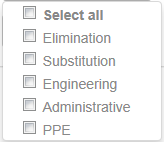 Select all
Elimination
Substitution
Engineering
Administrative
PPE